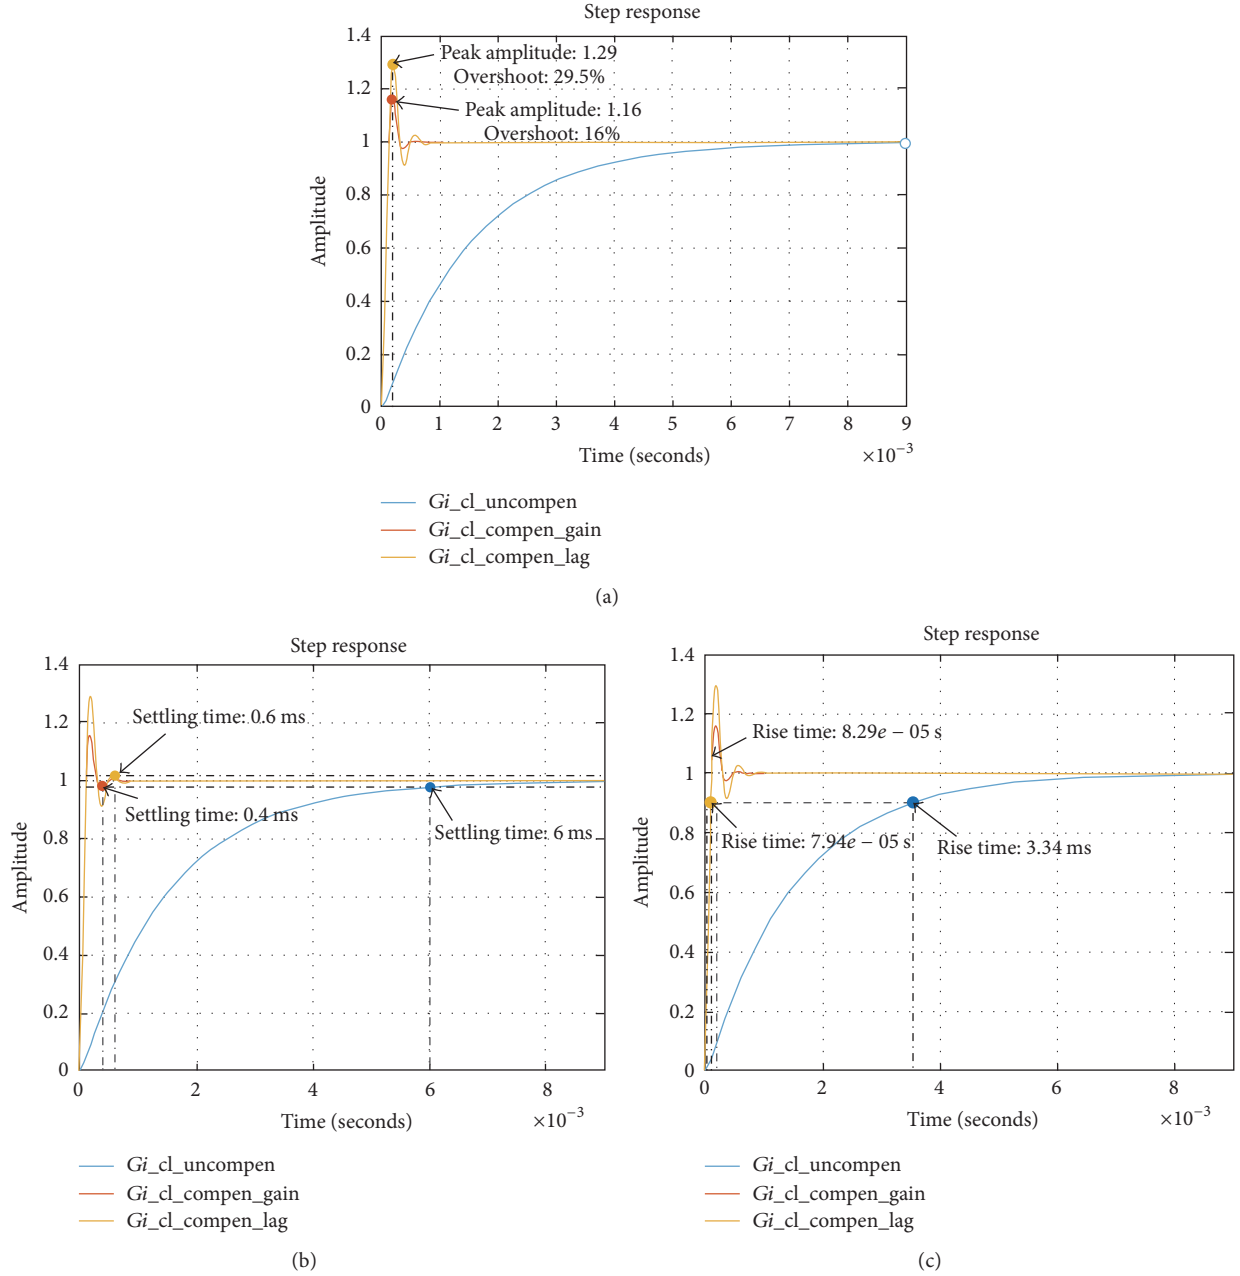 Step response
1.4
Peak amplitude: 1.29
Overshoot: 29.5%
1.2
Peak amplitude: 1.16
Overshoot: 16%
1
0.8
Amplitude
0.6
0.4
0.2
0
0 1 2 3 4 5 6 7 8 9
Time (seconds) ×10−3
Gi_cl_uncompen
Gi_cl_compen_gain
Gi_cl_compen_lag
(a)
Step response
1.4
1.2
Settling time: 0.6 ms
1
Settling time: 0.4 ms
0.8
Settling time: 6 ms
Amplitude
0.6
0.4
0.2
0
0 2 4 6 8
Time (seconds) ×10−3
Gi_cl_uncompen
Gi_cl_compen_gain
Gi_cl_compen_lag
(b)
Step response
1.4
1.2
Rise time: 8.29e − 05 s
1
0.8
Rise time: 7.94e − 05 s
Rise time: 3.34 ms
Amplitude
0.6
0.4
0.2
0
0 2 4 6 8
Time (seconds) ×10−3
Gi_cl_uncompen
Gi_cl_compen_gain
Gi_cl_compen_lag
(c)